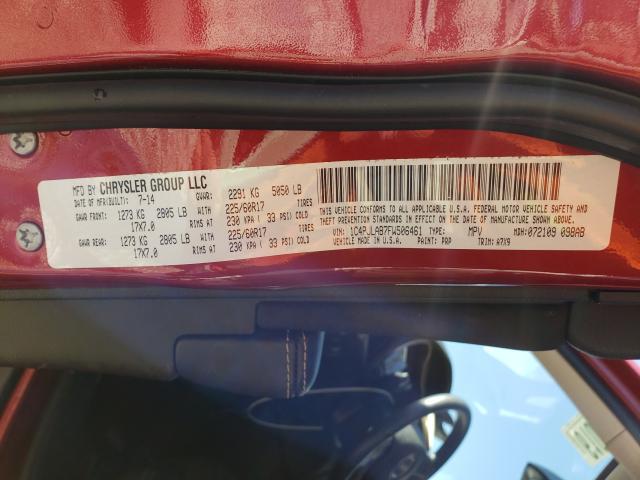 MFD BY CHRYSLER GROUP LLC
DATE OF MFR(BUILT): 7-14 GVWR: 2291 KG 5050 LB
GAWR FRONT: 1273 KG 2805 LB WITH 225/60R17 TIRES
17X7.0 RIMS AT 230 KPA ( 33 PSI) COLD
GAWR REAR: 1273 KG 2805 LB WITH 225/60R17 TIRES
17X7.0 RIMS AT 230 KPA ( 33 PSI) COLD
THIS VEHICLE CONFORMS TO ALL APPLICABLE U.S.A. FEDERAL MOTOR VEHICLE SAFETY AND
THEFT PREVENTION STANDARDS IN EFFECT ON THE DATE OF MANUFACTURE SHOWN ABOVE.
VIN: 1C4PJLAB7FW506461 TYPE: MPV MDH:072109 098AB
VEHICLE MADE IN U.S.A. PAINT: PRP TRIM: A7X9